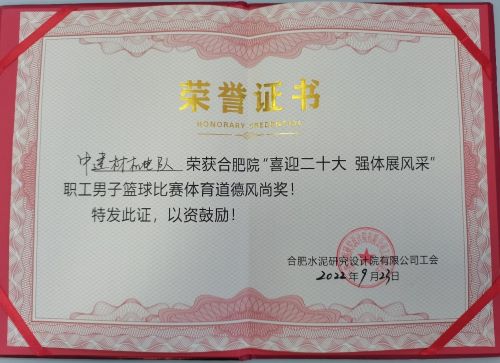 荣誉证书
HONORARY CREDENTIAL
中建材机电队 荣获合肥院“喜迎二十大 强体展风采”
职工男子篮球比赛体育道德风尚奖！
特发此证，以资鼓励！
合肥水泥研究设计院有限公司工会
2022年9月23日